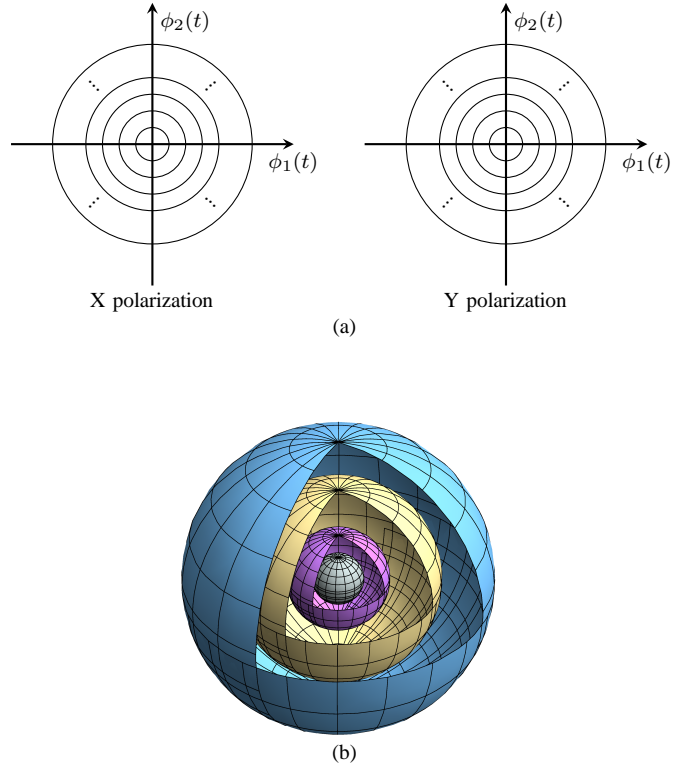 ϕ₂(t)
ϕ₂(t)
ϕ₁(t)
ϕ₁(t)
X polarization
Y polarization
(a)
(b)